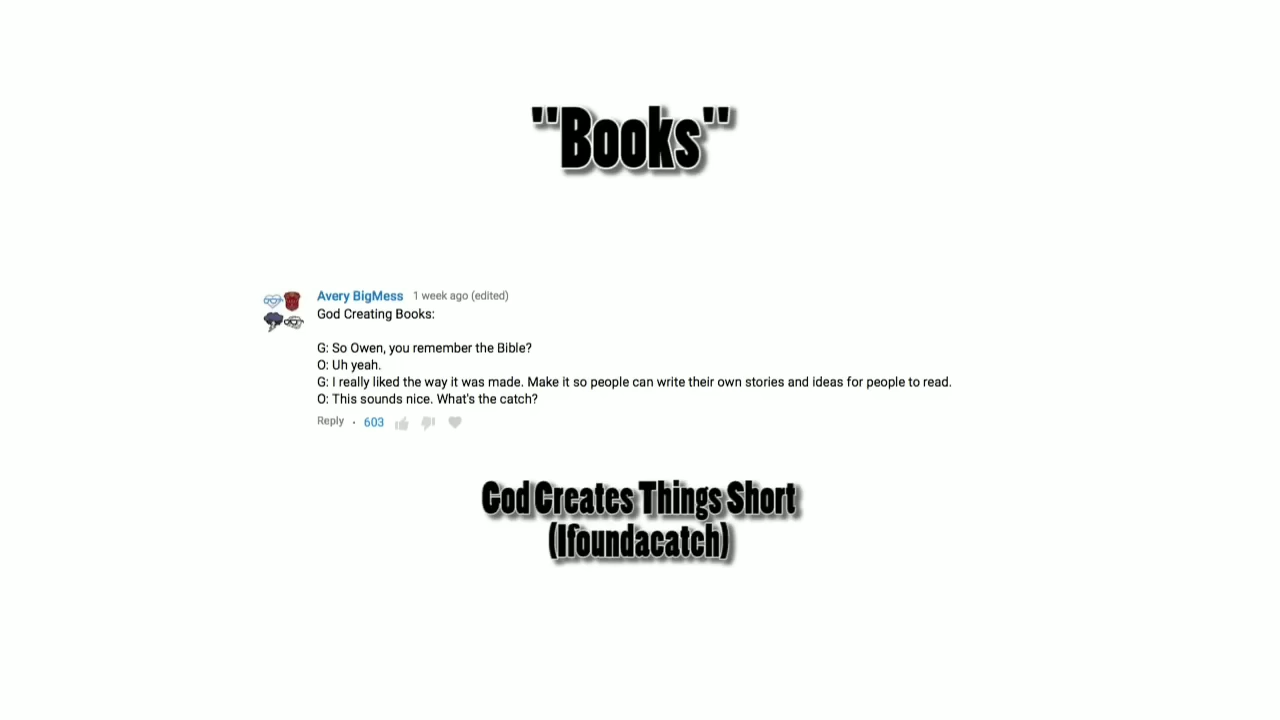 "Books"
Avery BigMess 1 week ago (edited)
God Creating Books:
G: So Owen, you remember the Bible?
O: Uh yeah.
G: I really liked the way it was made. Make it so people can write their own stories and ideas for people to read.
O: This sounds nice. What's the catch?
Reply · 603
God Creates Things Short
(Ifoundacatch)